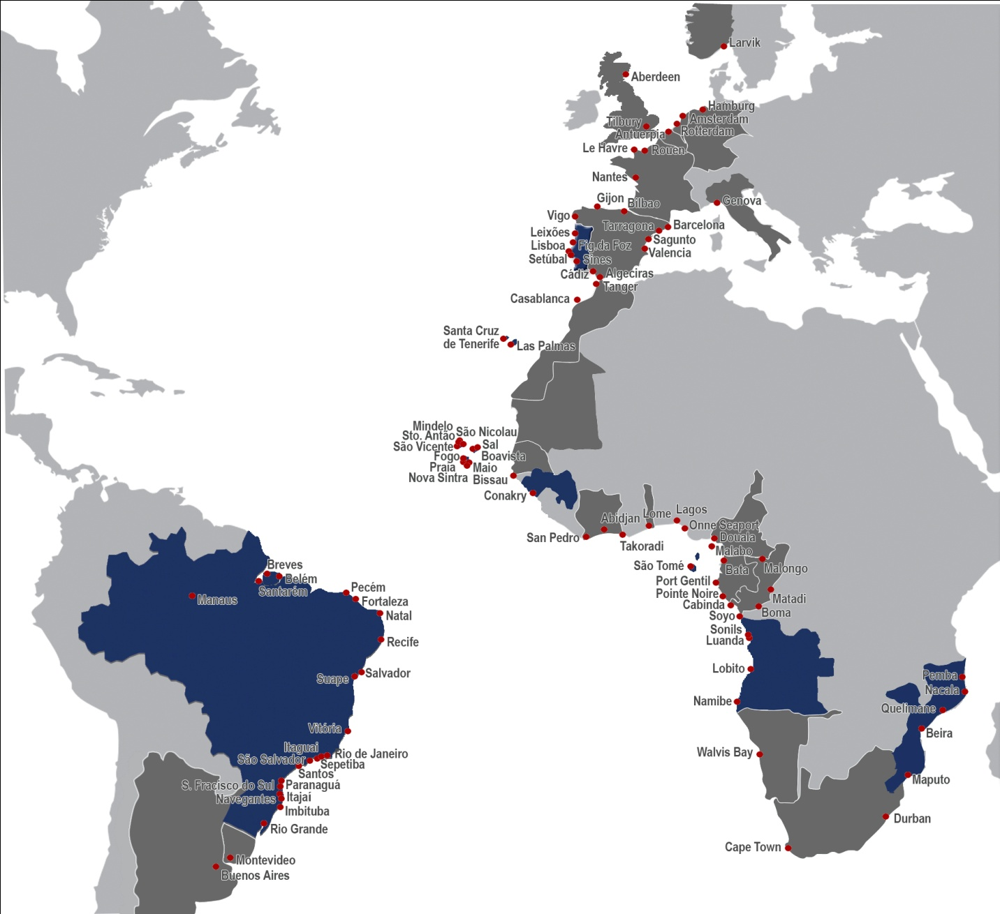 Larvik
Aberdeen
Hamburg
Amsterdam
Tilbury
Antuerpia
Rotterdam
Le Havre
Rouen
Nantes
Gijon
Bilbao
Genova
Vigo
Tarragona
Barcelona
Leixões
Sagunto
Lisboa
Fig.da Foz
Valencia
Setúbal
Sines
Cádiz
Algeciras
Tanger
Casablanca
Santa Cruz
de Tenerife
Las Palmas
Mindelo
São Nicolau
Sto. Antão
São Vicente
Sal
Fogo
Boavista
Praia
Maio
Nova Sintra
Bissau
Conakry
Abidjan
Lome
Lagos
Onne Seaport
San Pedro
Takoradi
Douala
Malabo
São Tomé
Bata
Malongo
Port Gentil
Pointe Noire
Matadi
Cabinda
Boma
Soyo
Sonils
Luanda
Lobito
Namibe
Pemba
Nacala
Quelimane
Beira
Walvis Bay
Maputo
Durban
Cape Town
Breves
Belém
Santarém
Manaus
Pecém
Fortaleza
Natal
Recife
Salvador
Suape
Vitória
Itaguai
Rio de Janeiro
São Salvador
Sepetiba
Santos
S. Fracisco do Sul
Paranaguá
Navegantes
Itajaí
Imbituba
Rio Grande
Montevideo
Buenos Aires